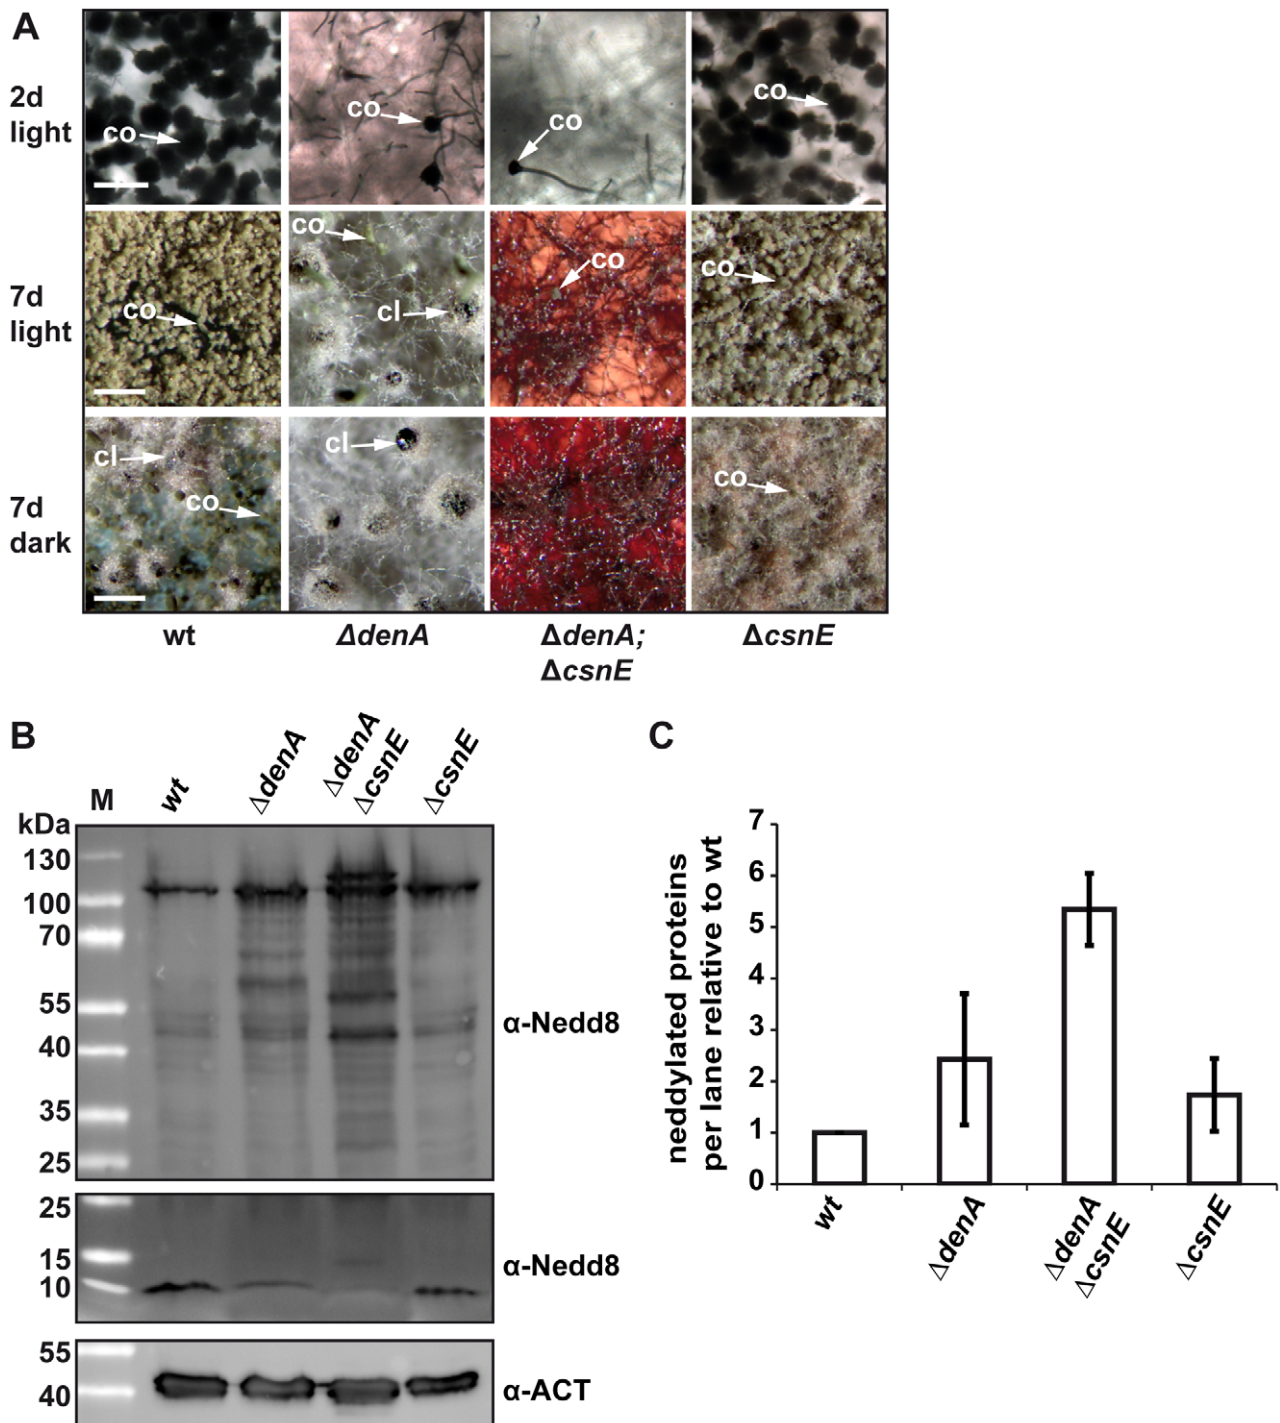 A
2d
light
co
co
co
co
7d
light
co
co
cl
co
co
7d
dark
cl
co
cl
co
wt
ΔdenA
ΔdenA;
ΔcsnE
ΔcsnE
B
M
wt
ΔdenA
ΔdenA
ΔcsnE
ΔcsnE
kDa
130
100
70
55
40
35
25
α-Nedd8
25
15
10
α-Nedd8
55
40
α-ACT
C
neddylated proteins
per lane relative to wt
7
6
5
4
3
2
1
0
wt
ΔdenA
ΔdenA
ΔcsnE
ΔcsnE